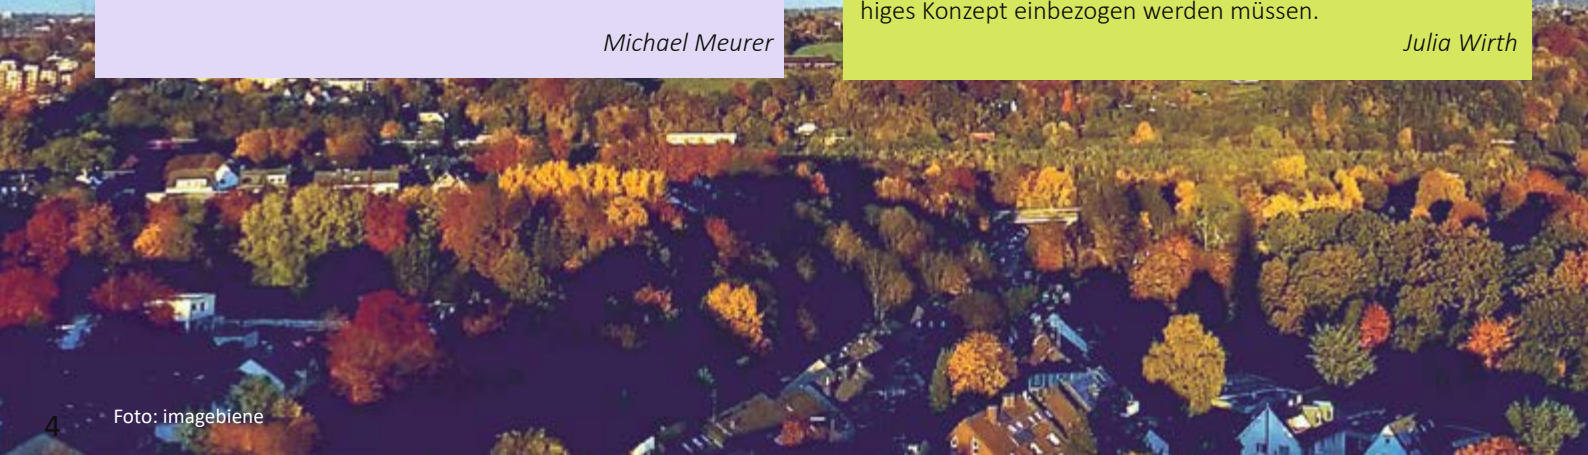 Michael Meurer
higes Konzept einbezogen werden müssen.
Julia Wirth
4
Foto: imagebiene